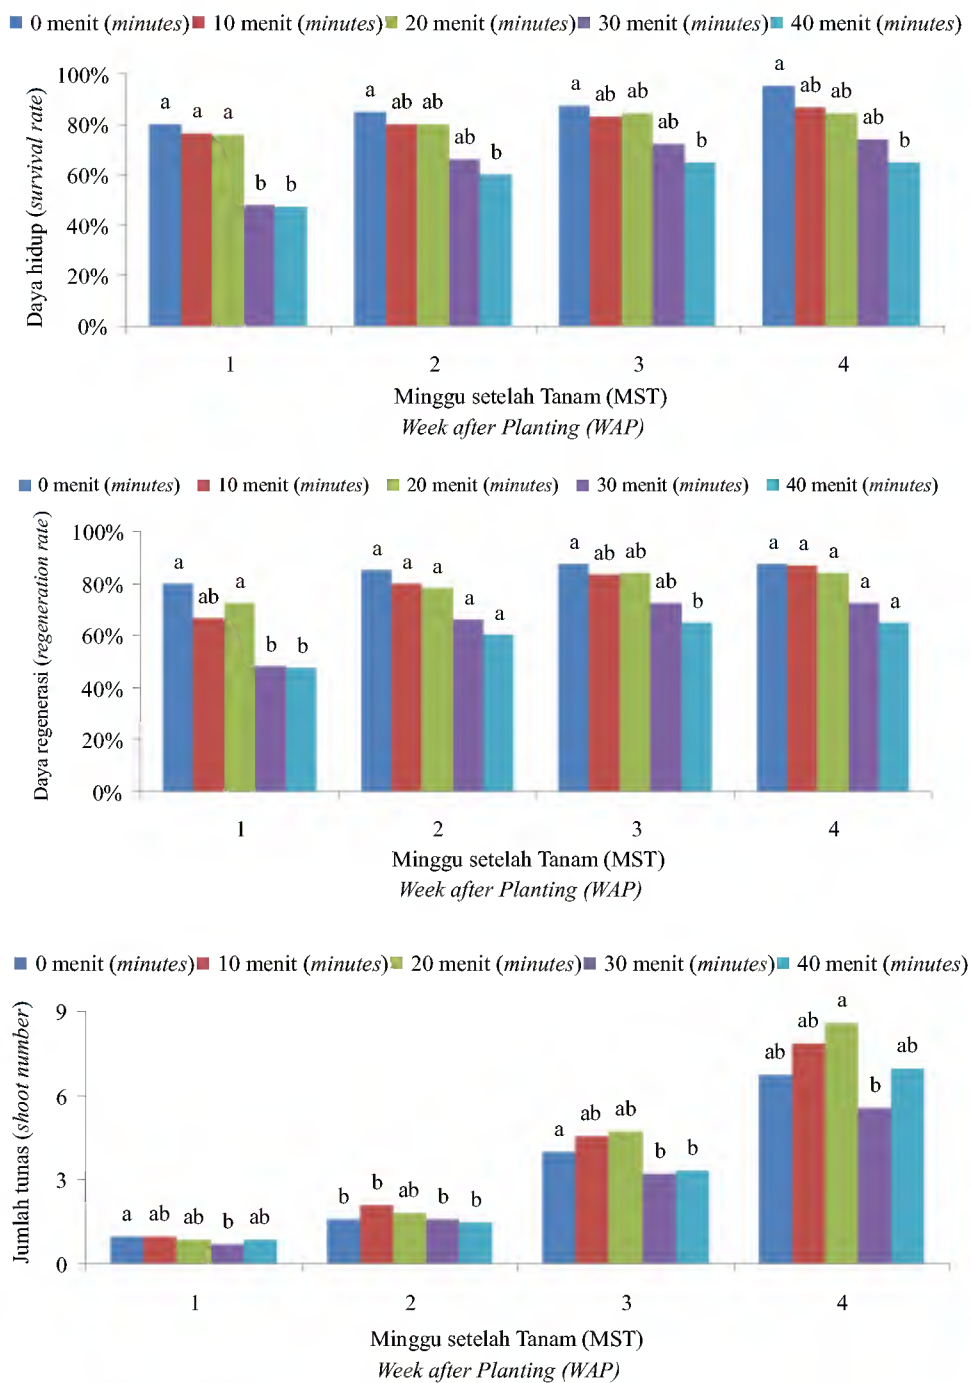 0 menit (minutes) 10 menit (minutes) 20 menit (minutes) 30 menit (minutes) 40 menit (minutes)
Daya hidup (survival rate)
100%
80%
60%
40%
20%
0%
a a a b b
a ab ab ab b
a ab ab ab b
a ab ab ab b
1 2 3 4
Minggu setelah Tanam (MST)
Week after Planting (WAP)
0 menit (minutes) 10 menit (minutes) 20 menit (minutes) 30 menit (minutes) 40 menit (minutes)
Daya regenerasi (regeneration rate)
100%
80%
60%
40%
20%
0%
a ab a b b
a a a a a
a ab ab ab b
a a a a a
1 2 3 4
Minggu setelah Tanam (MST)
Week after Planting (WAP)
0 menit (minutes) 10 menit (minutes) 20 menit (minutes) 30 menit (minutes) 40 menit (minutes)
Jumlah tunas (shoot number)
9
6
3
0
a ab ab b ab
b b ab b b
a ab ab b b
ab ab a b ab
1 2 3 4
Minggu setelah Tanam (MST)
Week after Planting (WAP)